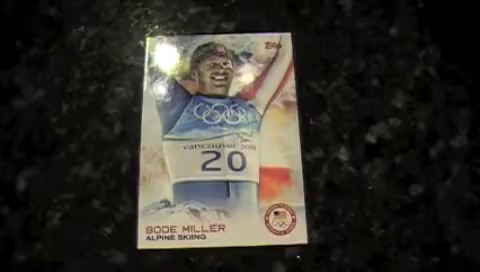 Topps
vancouver 2010
20
BODE MILLER
ALPINE SKIING